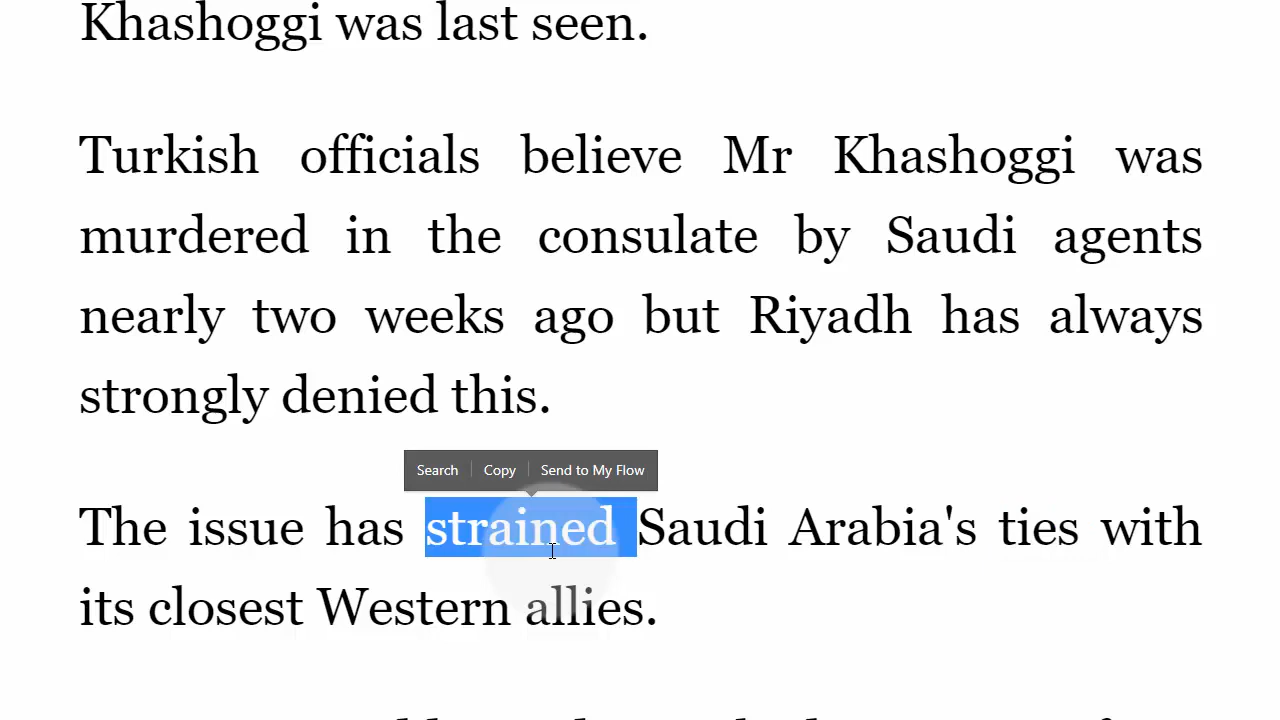 Khashoggi was last seen.
Turkish officials believe Mr Khashoggi was
murdered in the consulate by Saudi agents
nearly two weeks ago but Riyadh has always
strongly denied this.
Search Copy Send to My Flow
The issue has strained Saudi Arabia's ties with
its closest Western allies.